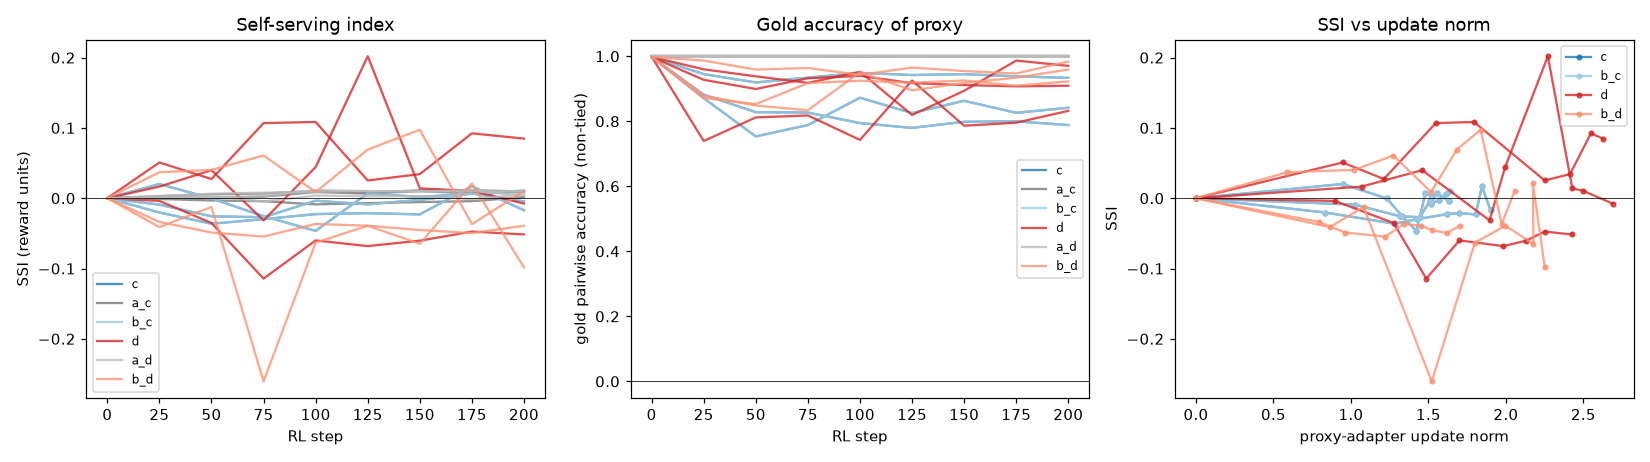 Self-serving index
SSI (reward units)
0.2
0.1
0.0
−0.1
−0.2
c
a_c
b_c
d
a_d
b_d
0 25 50 75 100 125 150 175 200
RL step
Gold accuracy of proxy
gold pairwise accuracy (non-tied)
1.0
0.8
0.6
0.4
0.2
0.0
c
a_c
b_c
d
a_d
b_d
0 25 50 75 100 125 150 175 200
RL step
SSI vs update norm
SSI
0.2
0.1
0.0
−0.1
−0.2
c
b_c
d
b_d
0.0 0.5 1.0 1.5 2.0 2.5
proxy-adapter update norm